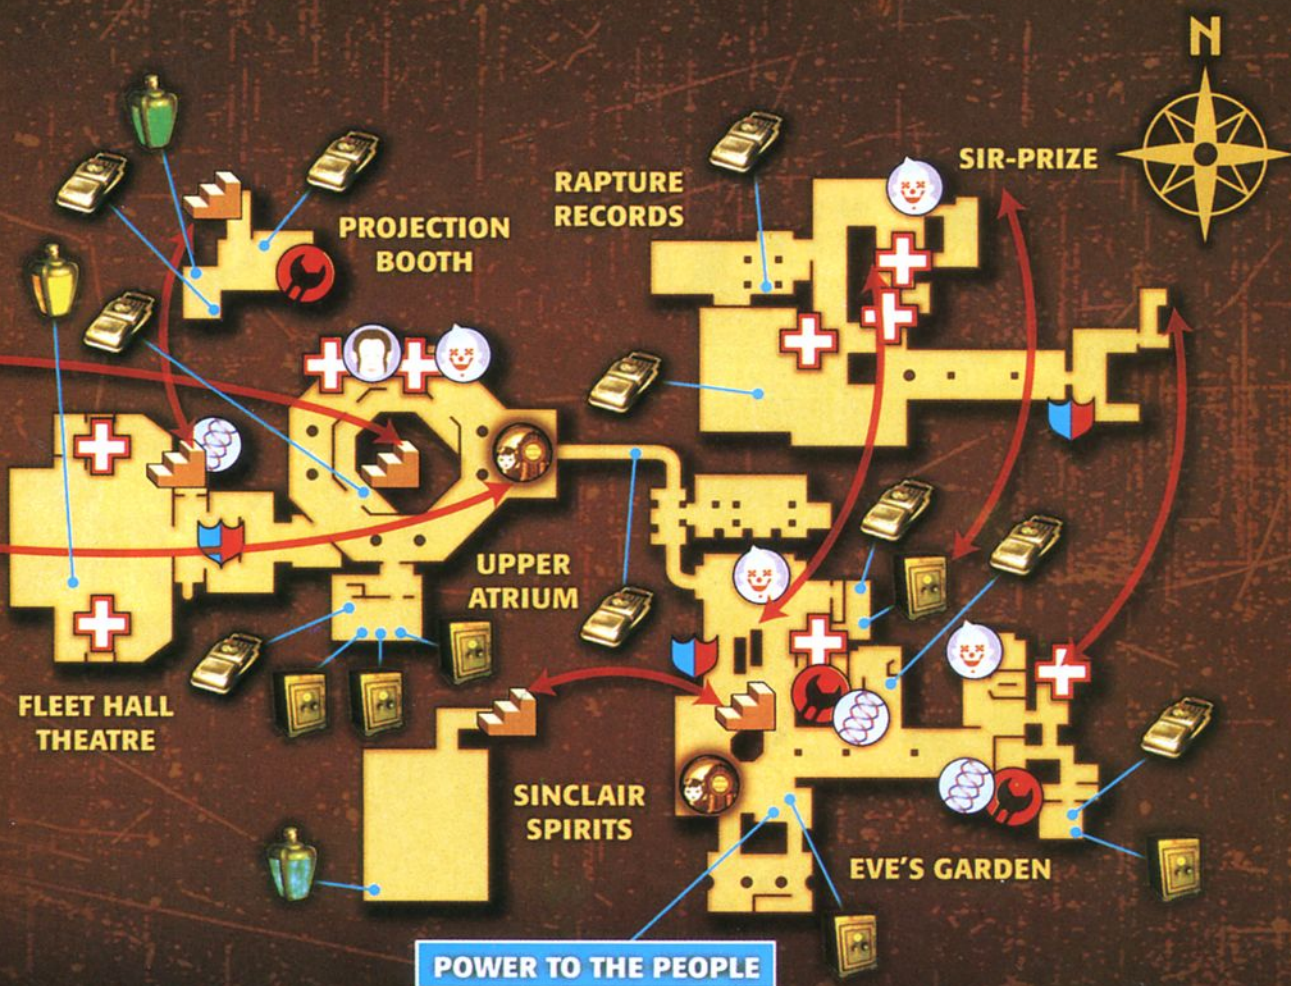 N
SIR-PRIZE
RAPTURE
RECORDS
PROJECTION
BOOTH
UPPER
ATRIUM
FLEET HALL
THEATRE
SINCLAIR
SPIRITS
EVE'S GARDEN
POWER TO THE PEOPLE